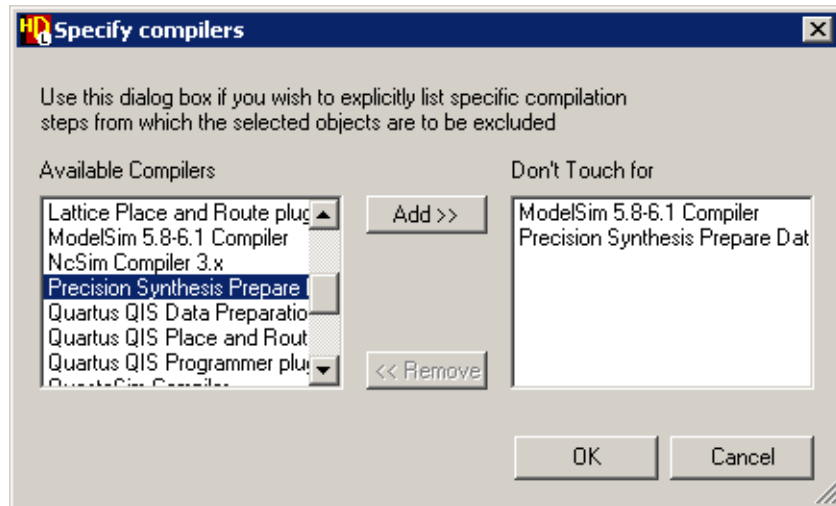 HDL Specify compilers
Use this dialog box if you wish to explicitly list specific compilation
steps from which the selected objects are to be excluded
Available Compilers
Don't Touch for
Lattice Place and Route plug
ModelSim 5.8-6.1 Compiler
NcSim Compiler 3.x
Precision Synthesis Prepare
Quartus QIS Data Preparatio
Quartus QIS Place and Rout
Quartus QIS Programmer plug
QuestaSim Compiler
Add >>
<< Remove
ModelSim 5.8-6.1 Compiler
Precision Synthesis Prepare Dat
OK
Cancel